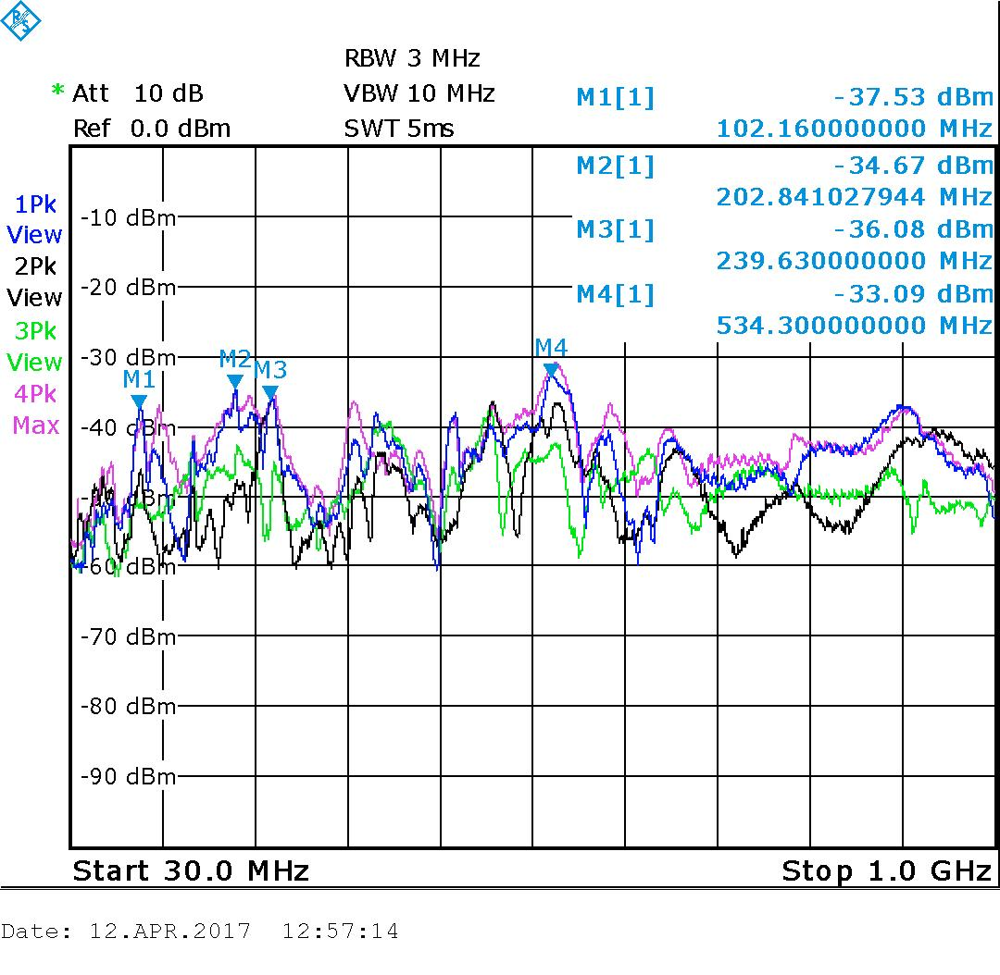 R&S
RBW 3 MHz
* Att 10 dB VBW 10 MHz M1[1] -37.53 dBm
Ref 0.0 dBm SWT 5ms 102.160000000 MHz
M2[1] -34.67 dBm
202.841027944 MHz
M3[1] -36.08 dBm
239.630000000 MHz
M4[1] -33.09 dBm
534.300000000 MHz
1Pk
View
2Pk
View
3Pk
View
4Pk
Max
-10 dBm
-20 dBm
-30 dBm
-40 dBm
dBm
-60 dBm
-70 dBm
-80 dBm
-90 dBm
M1
M2
M3
M4
Start 30.0 MHz Stop 1.0 GHz
Date: 12.APR.2017 12:57:14